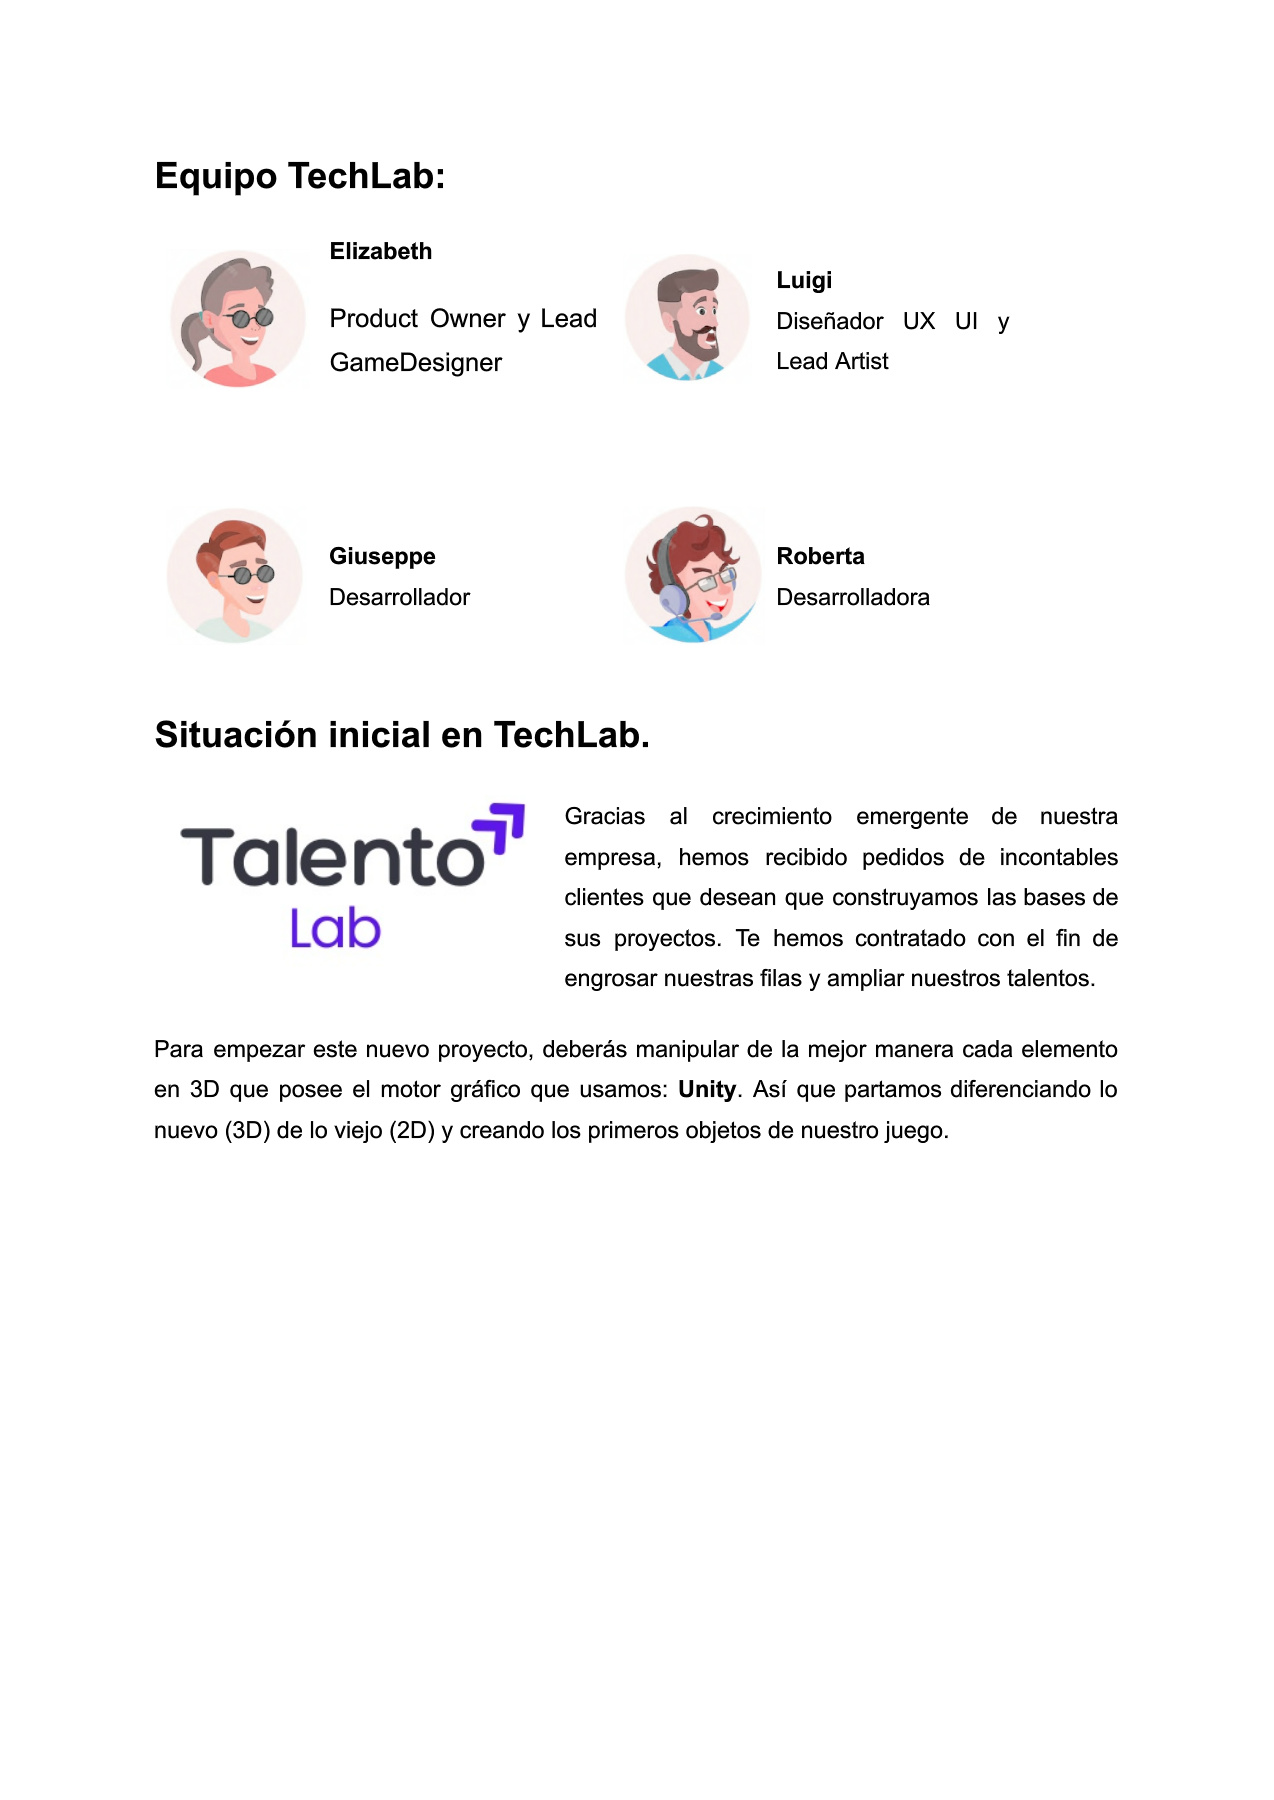 Equipo TechLab:
Elizabeth
Product Owner y Lead
GameDesigner
Luigi
Diseñador UX UI y
Lead Artist
Giuseppe
Desarrollador
Roberta
Desarrolladora
Situación inicial en TechLab.
Talento
Lab
Gracias al crecimiento emergente de nuestra
empresa, hemos recibido pedidos de incontables
clientes que desean que construyamos las bases de
sus proyectos. Te hemos contratado con el fin de
engrosar nuestras filas y ampliar nuestros talentos.
Para empezar este nuevo proyecto, deberás manipular de la mejor manera cada elemento
en 3D que posee el motor gráfico que usamos: Unity. Así que partamos diferenciando lo
nuevo (3D) de lo viejo (2D) y creando los primeros objetos de nuestro juego.